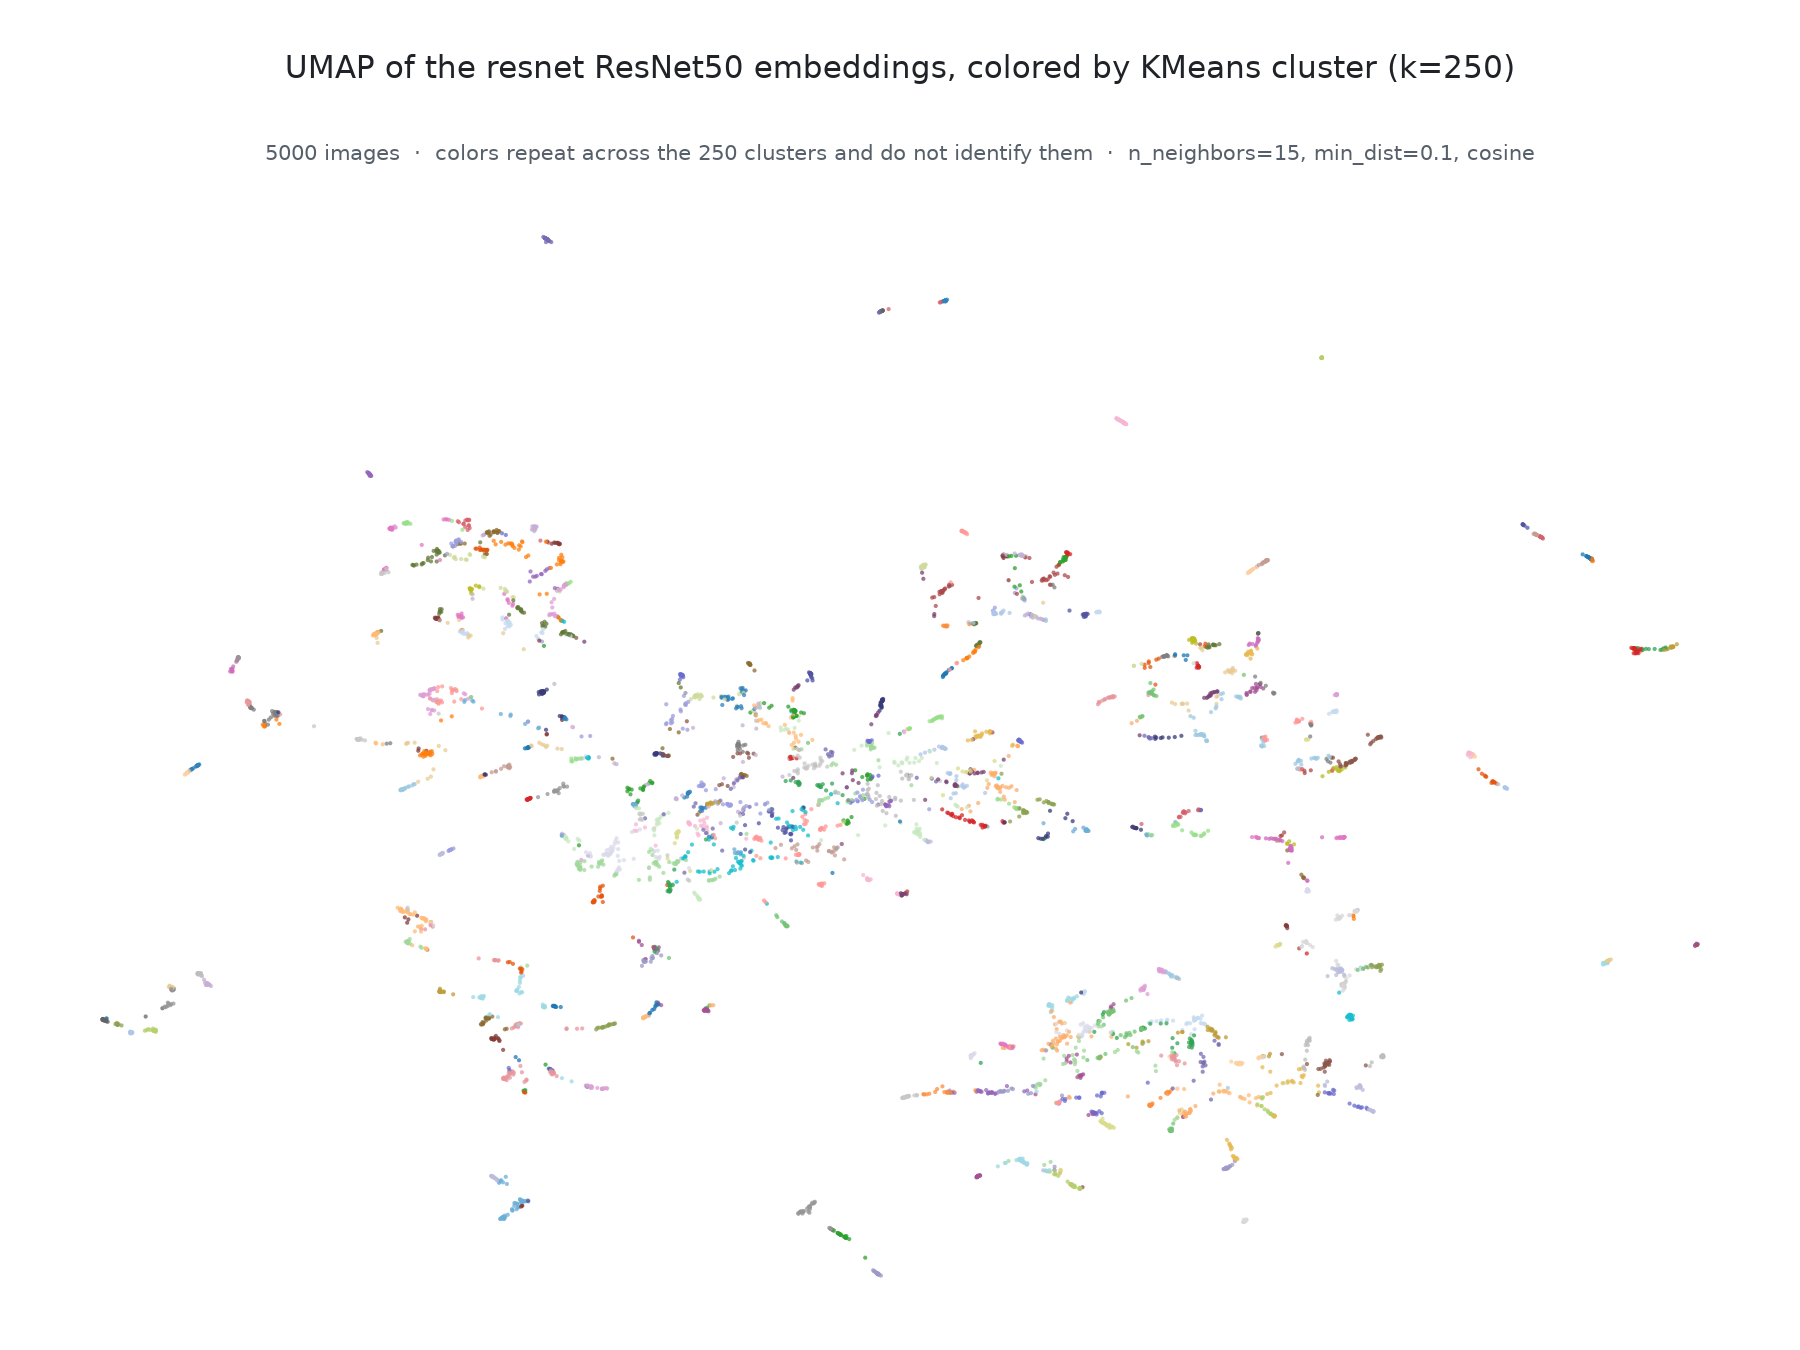 UMAP of the resnet ResNet50 embeddings, colored by KMeans cluster (k=250)
5000 images · colors repeat across the 250 clusters and do not identify them · n_neighbors=15, min_dist=0.1, cosine